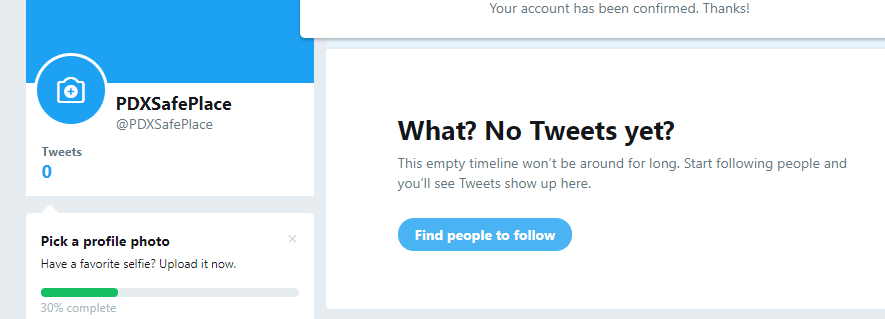 Your account has been confirmed. Thanks!
PDXSafePlace
@PDXSafePlace
Tweets
0
Pick a profile photo
Have a favorite selfie? Upload it now.
30% complete
What? No Tweets yet?
This empty timeline won’t be around for long. Start following people and
you’ll see Tweets show up here.
Find people to follow